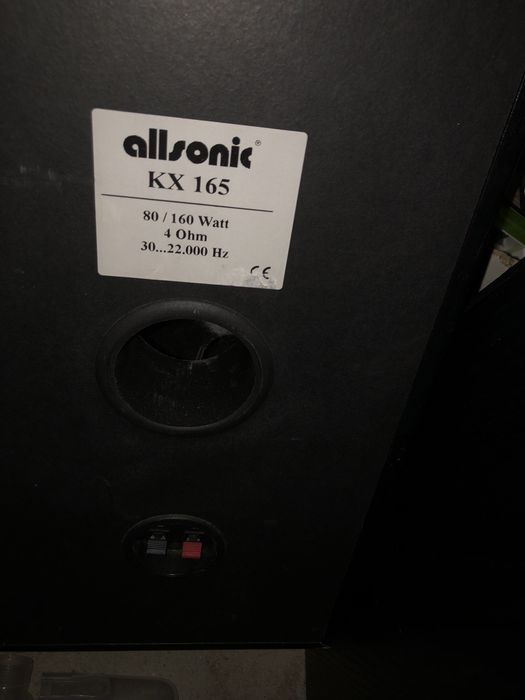 allsonic®
KX 165
80 / 160 Watt
4 Ohm
30...22.000 Hz
CE